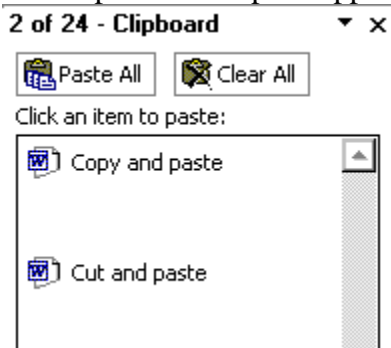 2 of 24 - Clipboard
Paste All Clear All
Click an item to paste:
Copy and paste
Cut and paste